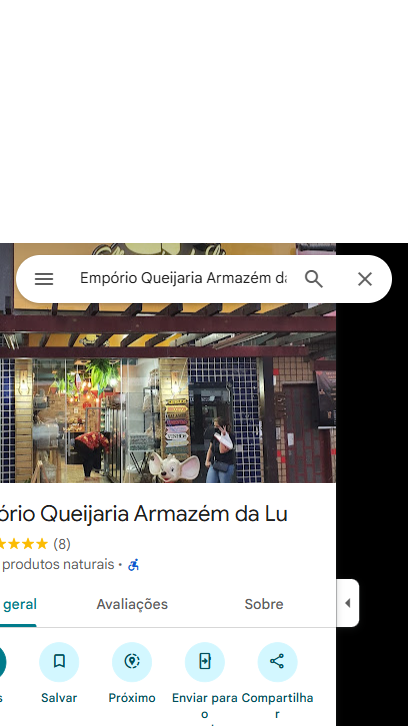 Empório Queijaria Armazém da
ório Queijaria Armazém da Lu
(8)
produtos naturais •
geral Avaliações Sobre
s Salvar Próximo Enviar para o Compartilhar